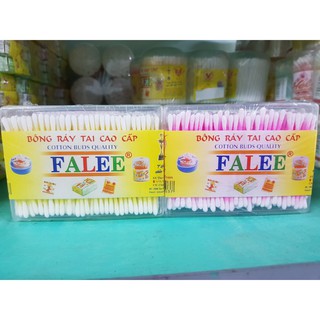 BÔNG RÁY TAI CAO CẤP
COTTON BUDS QUALITY
FALEE®
BÔNG RÁY TAI CAO CẤP
COTTON BUDS QUALITY
FALEE®